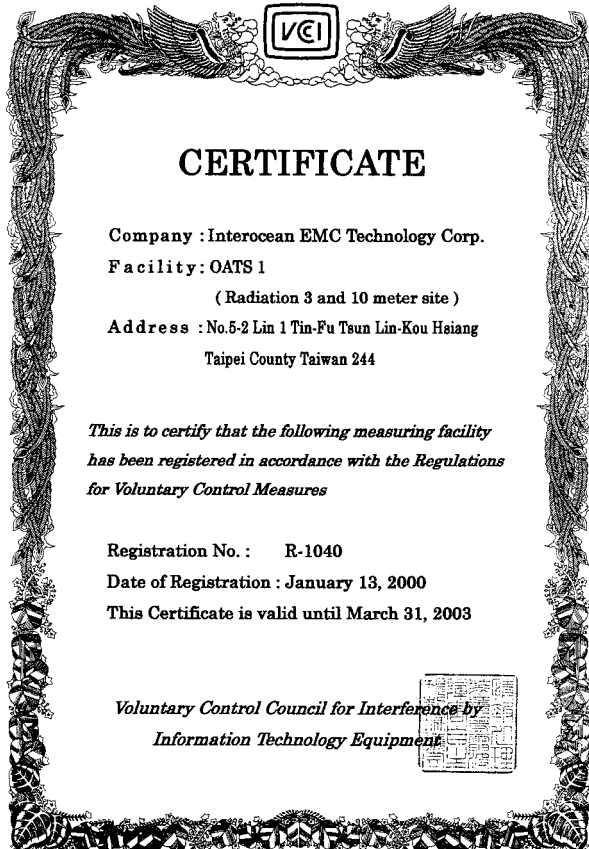 VCI
CERTIFICATE
Company : Interocean EMC Technology Corp.
Facility: OATS 1
( Radiation 3 and 10 meter site )
Address : No.5-2 Lin 1 Tin-Fu Tsun Lin-Kou Hsiang
Taipei County Taiwan 244
This is to certify that the following measuring facility
has been registered in accordance with the Regulations
for Voluntary Control Measures
Registration No. : R-1040
Date of Registration : January 13, 2000
This Certificate is valid until March 31, 2003
Voluntary Control Council for Interference by
Information Technology Equipment